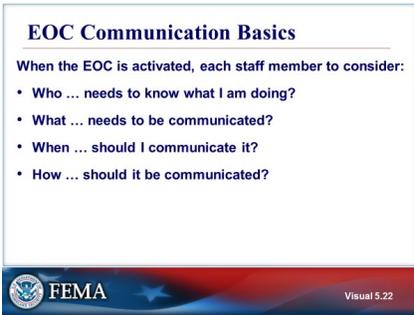 EOC Communication Basics
When the EOC is activated, each staff member to consider:
• Who … needs to know what I am doing?
• What … needs to be communicated?
• When … should I communicate it?
• How … should it be communicated?
FEMA
Visual 5.22